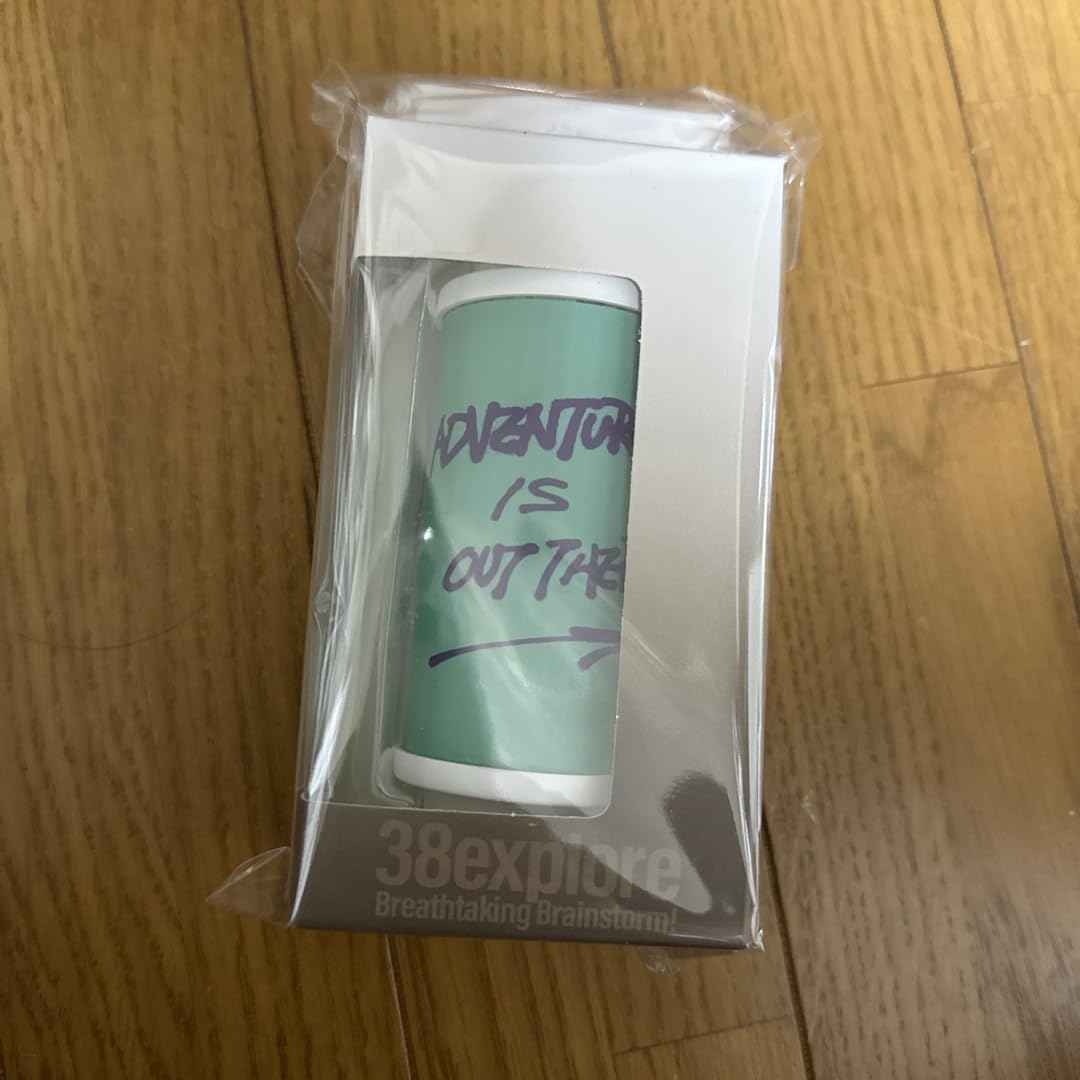 ADVENTUR
IS
OUT THE
38explore
Breathtaking Brainstorm!